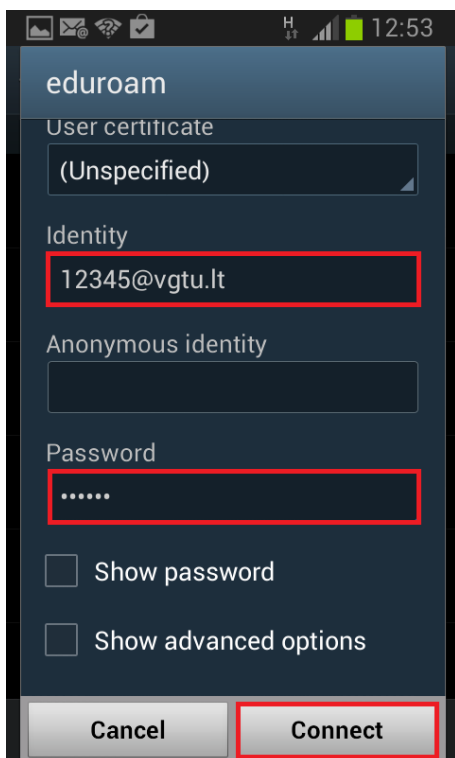 H
12:53
eduroam
User certificate
(Unspecified)
Identity
12345@vgtu.lt
Anonymous identity
Password
••••••
Show password
Show advanced options
Cancel
Connect